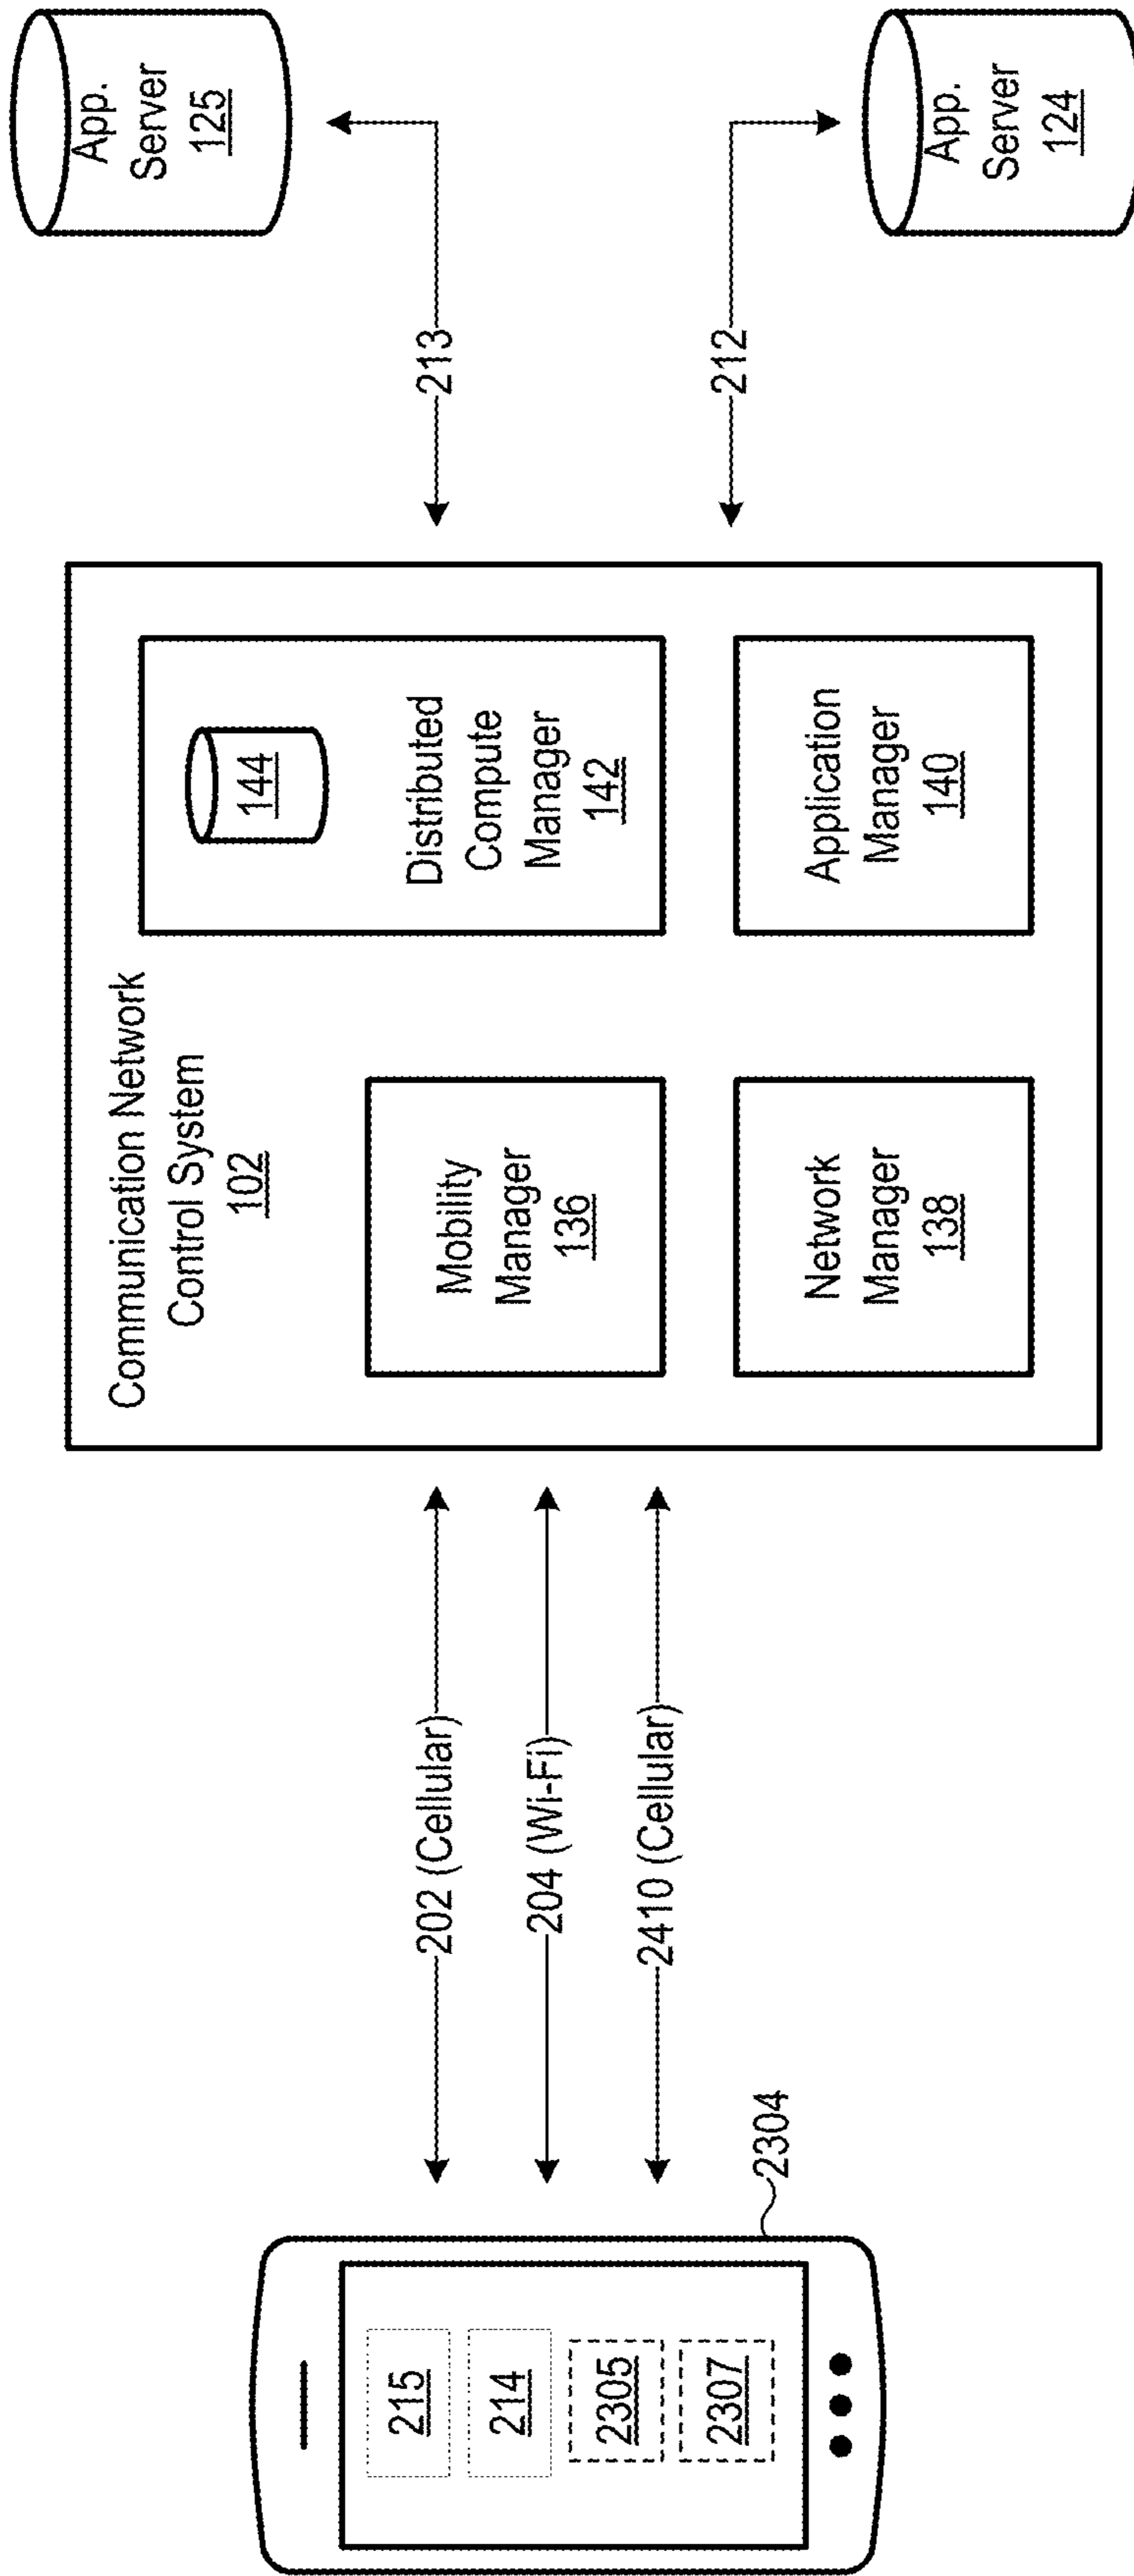 215
214
2305
2307
2304
202 (Cellular)
204 (Wi-Fi)
2410 (Cellular)
Communication Network
Control System
102
Mobility
Manager
136
Network
Manager
138
144
Distributed
Compute
Manager
142
Application
Manager
140
213
212
App.
Server
125
App.
Server
124